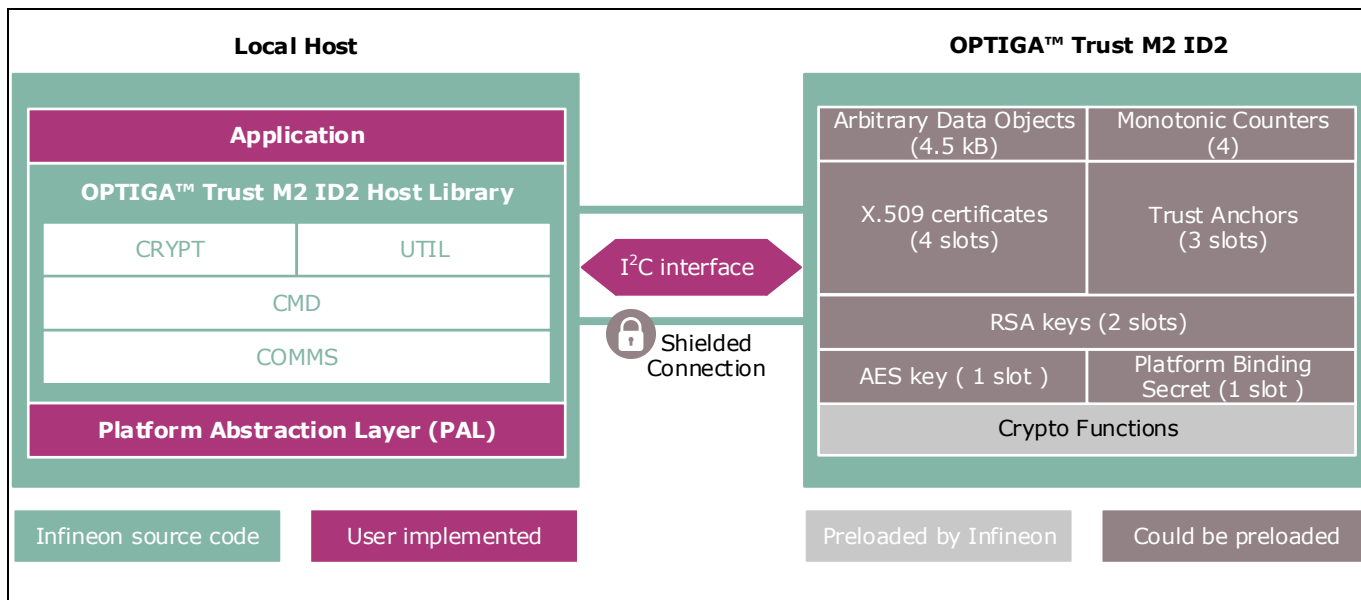 Local Host
OPTIGA™ Trust M2 ID2
Application
OPTIGA™ Trust M2 ID2 Host Library
CRYPT
UTIL
CMD
COMMS
Platform Abstraction Layer (PAL)
I²C interface
Shielded
Connection
Arbitrary Data Objects
(4.5 kB)
Monotonic Counters
(4)
X.509 certificates
(4 slots)
Trust Anchors
(3 slots)
RSA keys (2 slots)
AES key ( 1 slot )
Platform Binding
Secret (1 slot )
Crypto Functions
Infineon source code
User implemented
Preloaded by Infineon
Could be preloaded